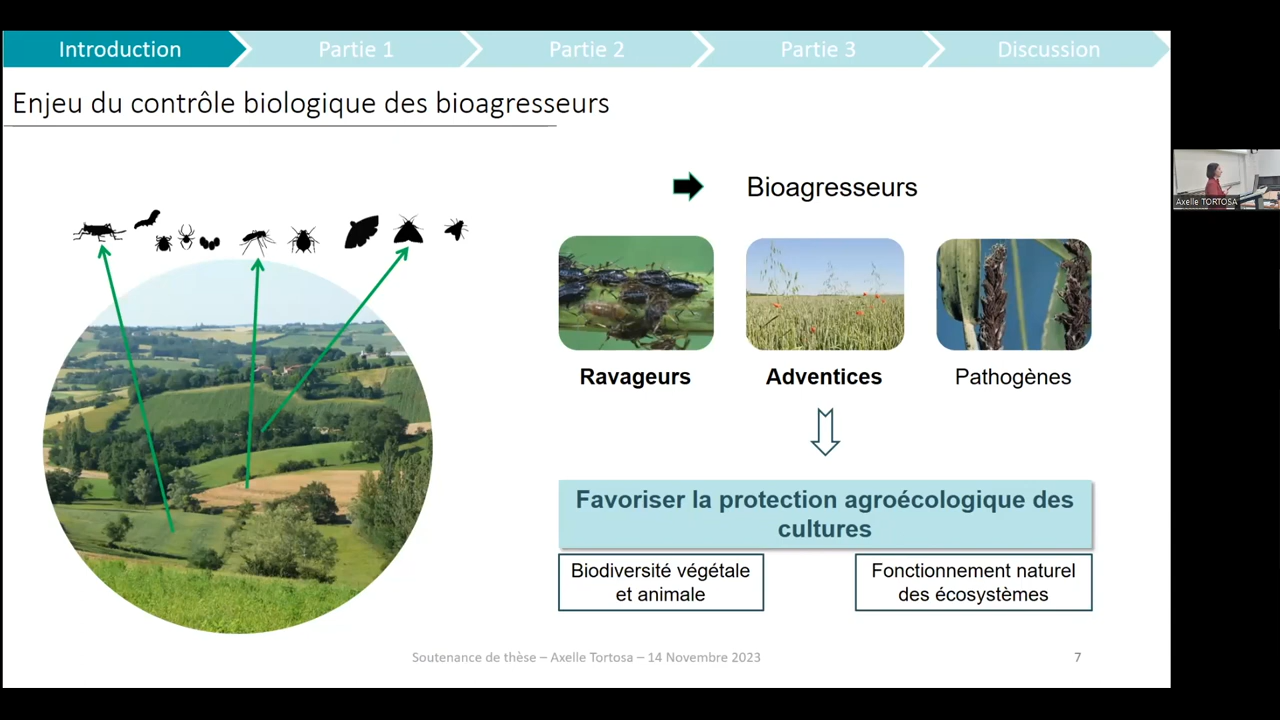 Introduction
Partie 1
Partie 2
Partie 3
Discussion
Enjeu du contrôle biologique des bioagresseurs
Bioagresseurs
Ravageurs
Adventices
Pathogènes
Favoriser la protection agroécologique des
cultures
Biodiversité végétale
et animale
Fonctionnement naturel
des écosystèmes
Soutenance de thèse – Axelle Tortosa – 14 Novembre 2023
7
Axelle TORTOSA